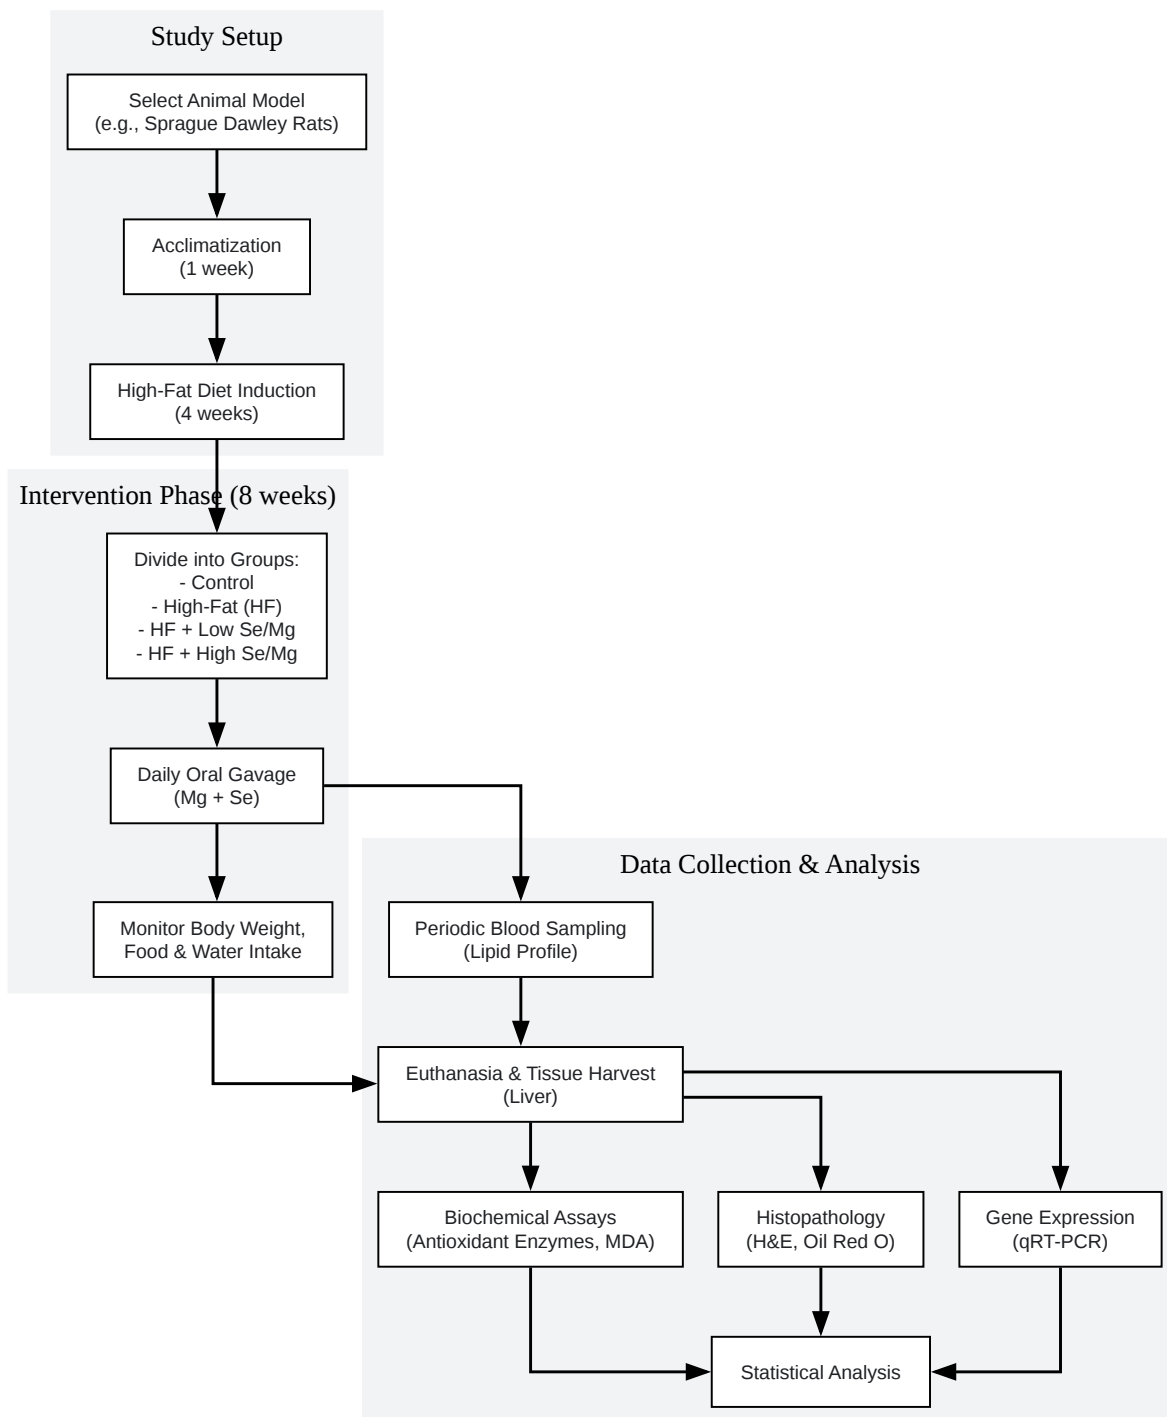 Study Setup
Select Animal Model
(e.g., Sprague Dawley Rats)
Acclimatization
(1 week)
High-Fat Diet Induction
(4 weeks)
Intervention Phase (8 weeks)
Divide into Groups:
- Control
- High-Fat (HF)
- HF + Low Se/Mg
- HF + High Se/Mg
Daily Oral Gavage
(Mg + Se)
Monitor Body Weight,
Food & Water Intake
Data Collection & Analysis
Periodic Blood Sampling
(Lipid Profile)
Euthanasia & Tissue Harvest
(Liver)
Biochemical Assays
(Antioxidant Enzymes, MDA)
Histopathology
(H&E, Oil Red O)
Gene Expression
(qRT-PCR)
Statistical Analysis